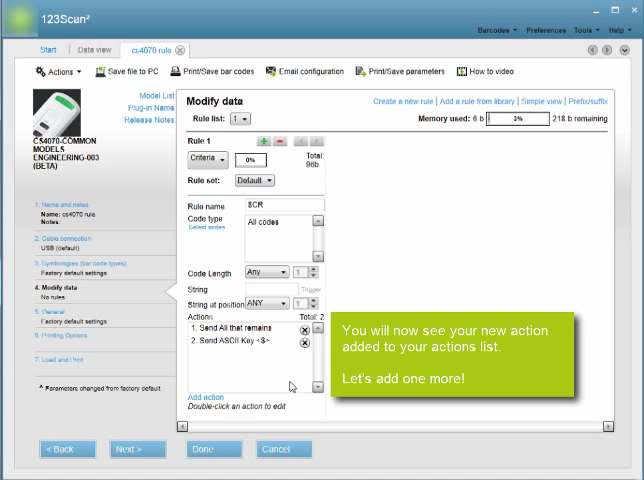 123Scan²
Barcodes Preferences Tools Help
Start Data view cs4070 rule
Actions Save file to PC Print/Save bar codes Email configuration Print/Save parameters How to video
Model List
Plug-in Name
Release Notes
CS4070-COMMON
MODELS
ENGINEERING-003
(BETA)
1. Name and notes
Name: cs4070 rule
Notes:
2. Cable connection
USB (default)
3. Symbologies (bar code types)
Factory default settings
4. Modify data
No rules
5. General
Factory default settings
6. Printing Options
7. Load and Print
^ Parameters changed from factory default
Modify data
Create a new rule | Add a rule from library | Simple view | Prefix/suffix
Rule list: 1
Memory used: 6 b 3% 218 b remaining
Rule 1
Criteria 0% Total:
96b
Rule set: Default
Rule name SCR
Code type All codes
Select codes
Code Length Any 1
String Trigger
String at position ANY 1
Actions Total: 2
1. Send All that remains
2. Send ASCII Key <$>
Add action
Double-click an action to edit
You will now see your new action
added to your actions list.
Let's add one more!
< Back Next > Done Cancel